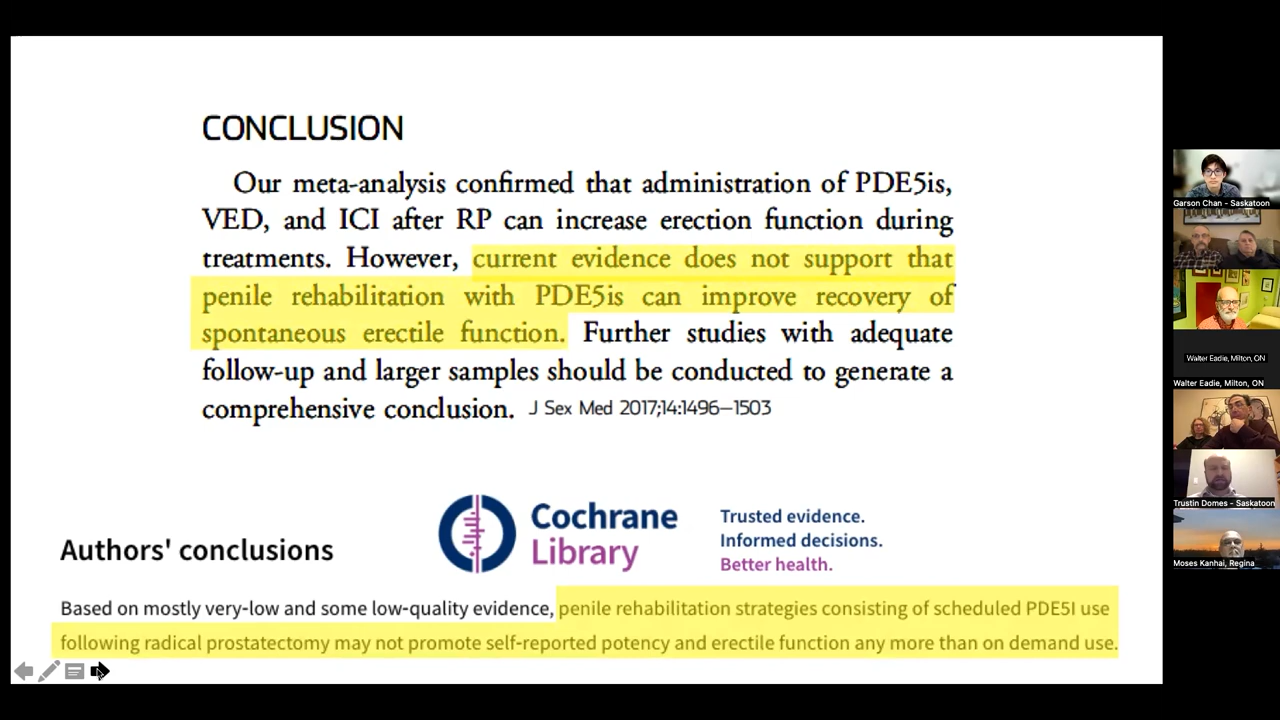 CONCLUSION
Our meta-analysis confirmed that administration of PDE5is,
VED, and ICI after RP can increase erection function during
treatments. However, current evidence does not support that
penile rehabilitation with PDE5is can improve recovery of
spontaneous erectile function. Further studies with adequate
follow-up and larger samples should be conducted to generate a
comprehensive conclusion. J Sex Med 2017;14:1496–1503
Cochrane
Library
Trusted evidence.
Informed decisions.
Better health.
Authors' conclusions
Based on mostly very-low and some low-quality evidence, penile rehabilitation strategies consisting of scheduled PDE5I use
following radical prostatectomy may not promote self-reported potency and erectile function any more than on demand use.
Garson Chan - Saskatoon
Walter Eadie, Milton, ON
Walter Eadie, Milton, ON
Trustin Domes - Saskatoon
Moses Kanhai, Regina